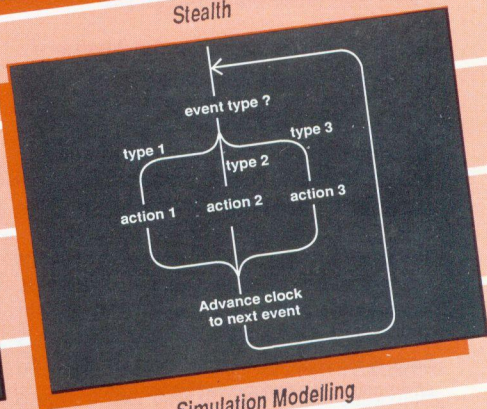 Stealth
event type ?
type 1
type 2
type 3
action 1
action 2
action 3
Advance clock
to next event
Simulation Modelling